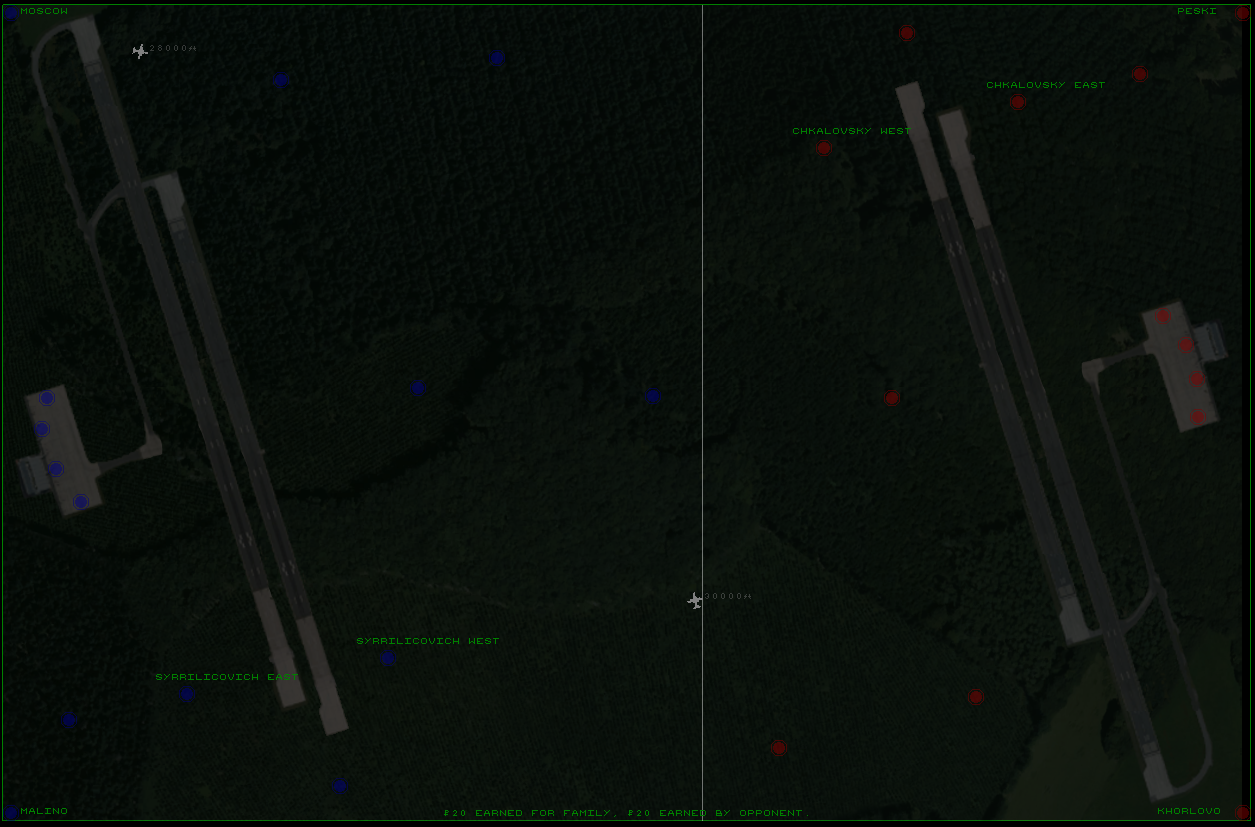 MOSCOW
PESKI
28000ft
CHKALOVSKY EAST
CHKALOVSKY WEST
30000ft
SYRRILICOVICH WEST
SYRRILICOVICH EAST
MALINO
KHORLOVO
20 EARNED FOR FAMILY, 20 EARNED BY OPPONENT.